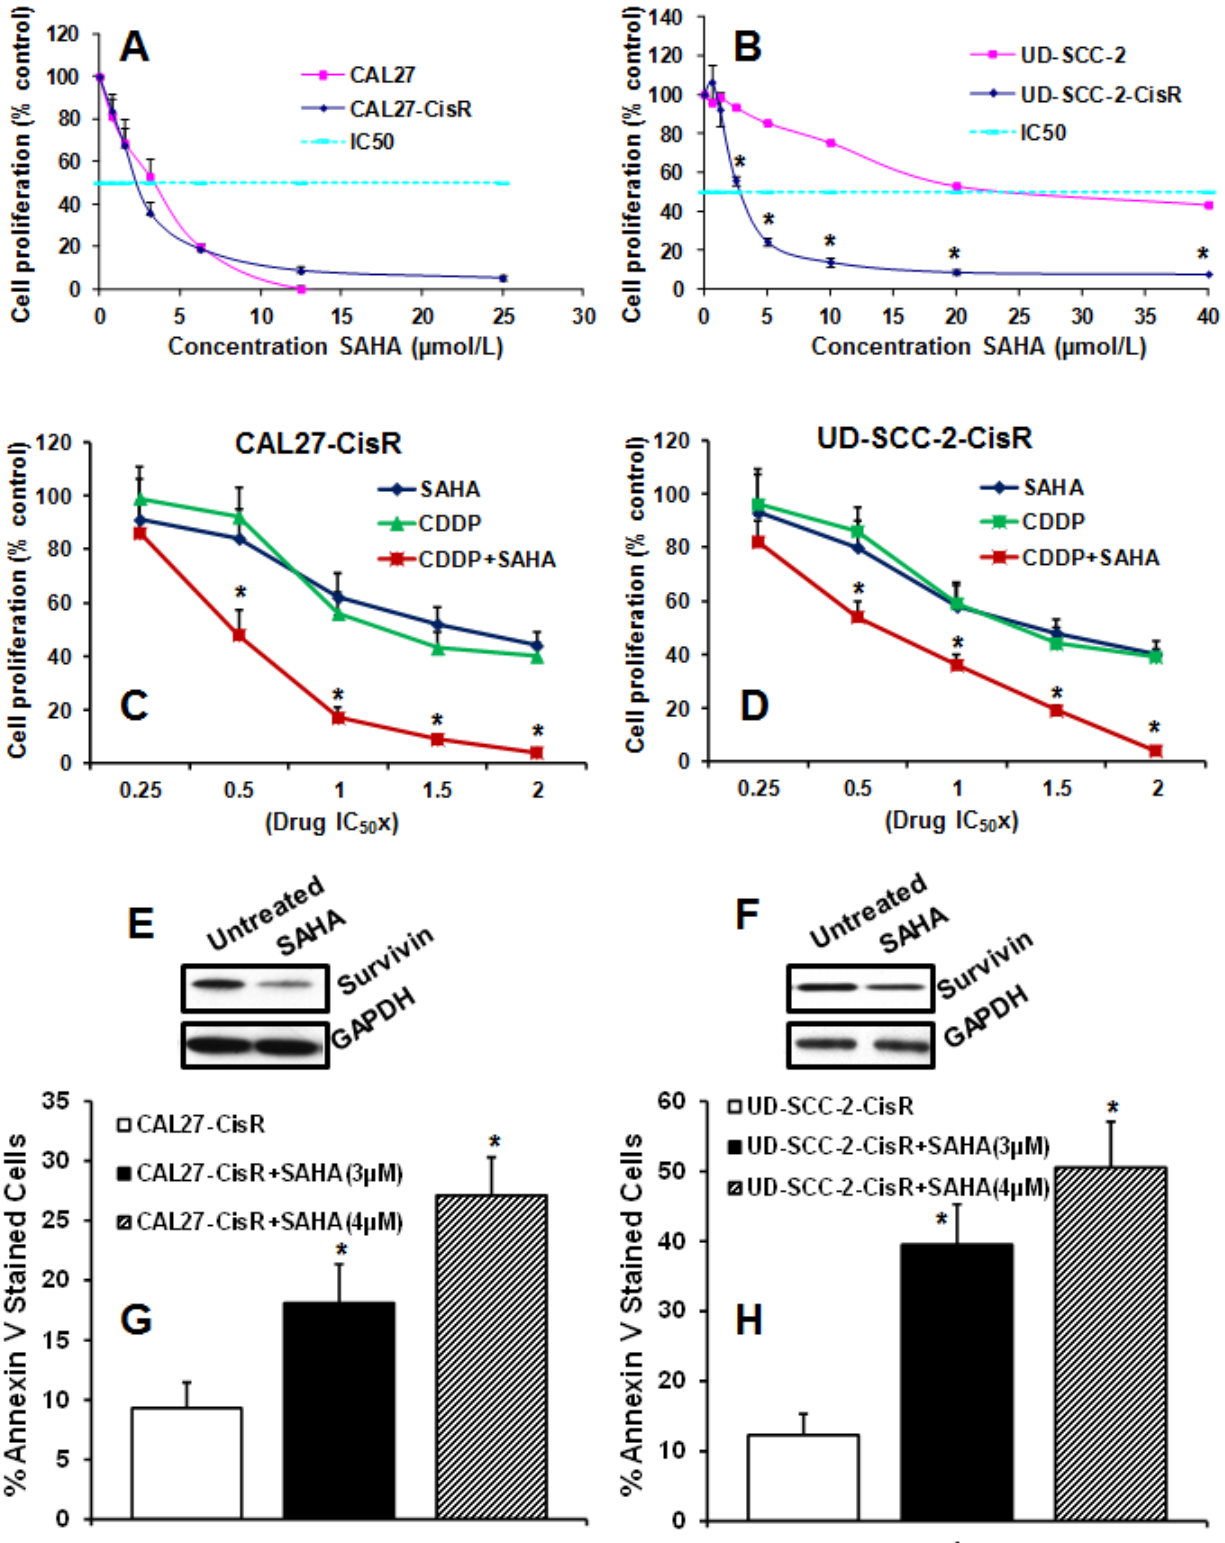 A
Cell proliferation (% control)
120
100
80
60
40
20
0
CAL27
CAL27-CisR
IC50
0 5 10 15 20 25 30
Concentration SAHA (µmol/L)
B
Cell proliferation (% control)
140
120
100
80
60
40
20
0
UD-SCC-2
UD-SCC-2-CisR
IC50
* * * * *
0 5 10 15 20 25 30 35 40
Concentration SAHA (µmol/L)
CAL27-CisR
Cell proliferation (% control)
120
100
80
60
40
20
0
SAHA
CDDP
CDDP+SAHA
* * * *
C
0.25 0.5 1 1.5 2
(Drug IC50x)
UD-SCC-2-CisR
Cell proliferation (% control)
120
100
80
60
40
20
0
SAHA
CDDP
CDDP+SAHA
* * * * *
D
0.25 0.5 1 1.5 2
(Drug IC50x)
E
Untreated
SAHA
Survivin
GAPDH
F
Untreated
SAHA
Survivin
GAPDH
% Annexin V Stained Cells
35
30
25
20
15
10
5
0
CAL27-CisR
CAL27-CisR+SAHA(3µM)
CAL27-CisR+SAHA(4µM)
* *
G
% Annexin V Stained Cells
60
50
40
30
20
10
0
UD-SCC-2-CisR
UD-SCC-2-CisR+SAHA(3µM)
UD-SCC-2-CisR+SAHA(4µM)
* *
H